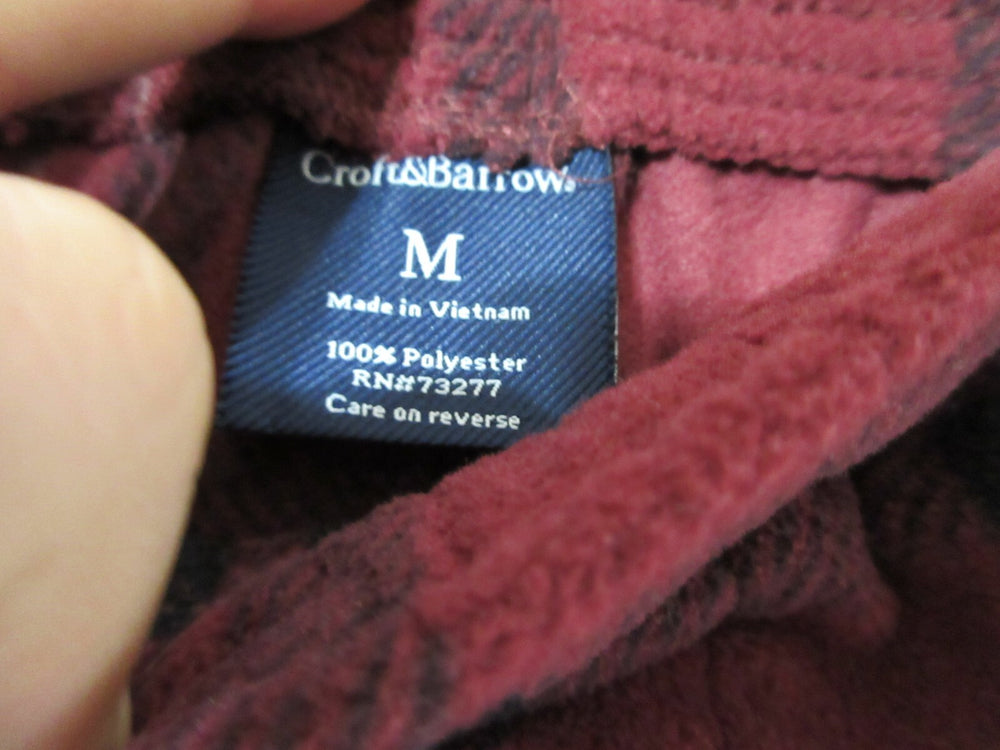 Croft&Barrow®
M
Made in Vietnam
100% Polyester
RN#73277
Care on reverse